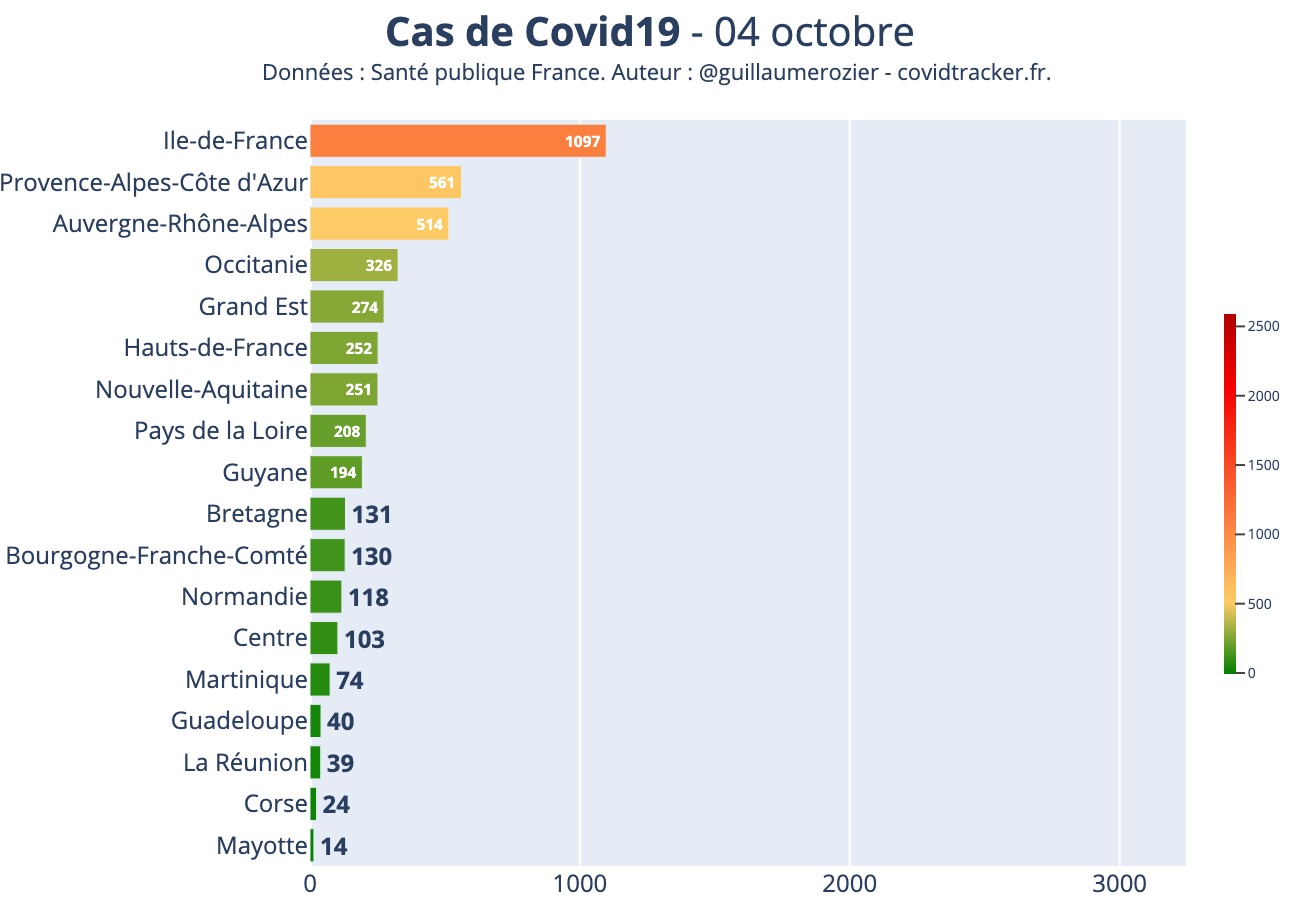 Cas de Covid19 - 04 octobre
Données : Santé publique France. Auteur : @guillaumerozier - covidtracker.fr.
Ile-de-France 1097
Provence-Alpes-Côte d'Azur 561
Auvergne-Rhône-Alpes 514
Occitanie 326
Grand Est 274
Hauts-de-France 252
Nouvelle-Aquitaine 251
Pays de la Loire 208
Guyane 194
Bretagne 131
Bourgogne-Franche-Comté 130
Normandie 118
Centre 103
Martinique 74
Guadeloupe 40
La Réunion 39
Corse 24
Mayotte 14
0 1000 2000 3000
2500
2000
1500
1000
500
0